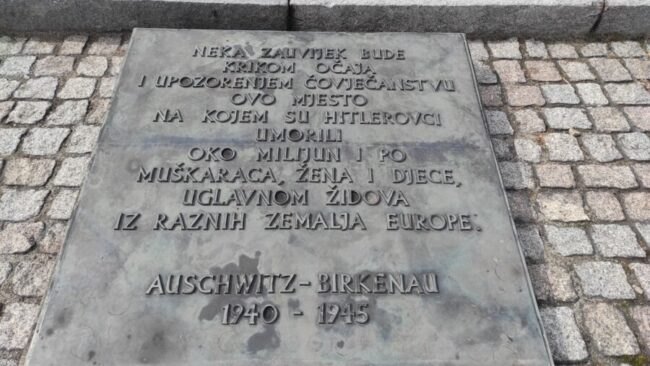 NEKA ZAUVIJEK BUDE
KRIKOM OČAJA
I UPOZORENJEM ČOVJEČANSTVU
OVO MJESTO
NA KOJEM SU HITLEROVCI
UMORILI
OKO MILIJUN I PO
MUŠKARACA, ŽENA I DJECE,
UGLAVNOM ŽIDOVA
IZ RAZNIH ZEMALJA EUROPE.
AUSCHWITZ - BIRKENAU
1940 - 1945